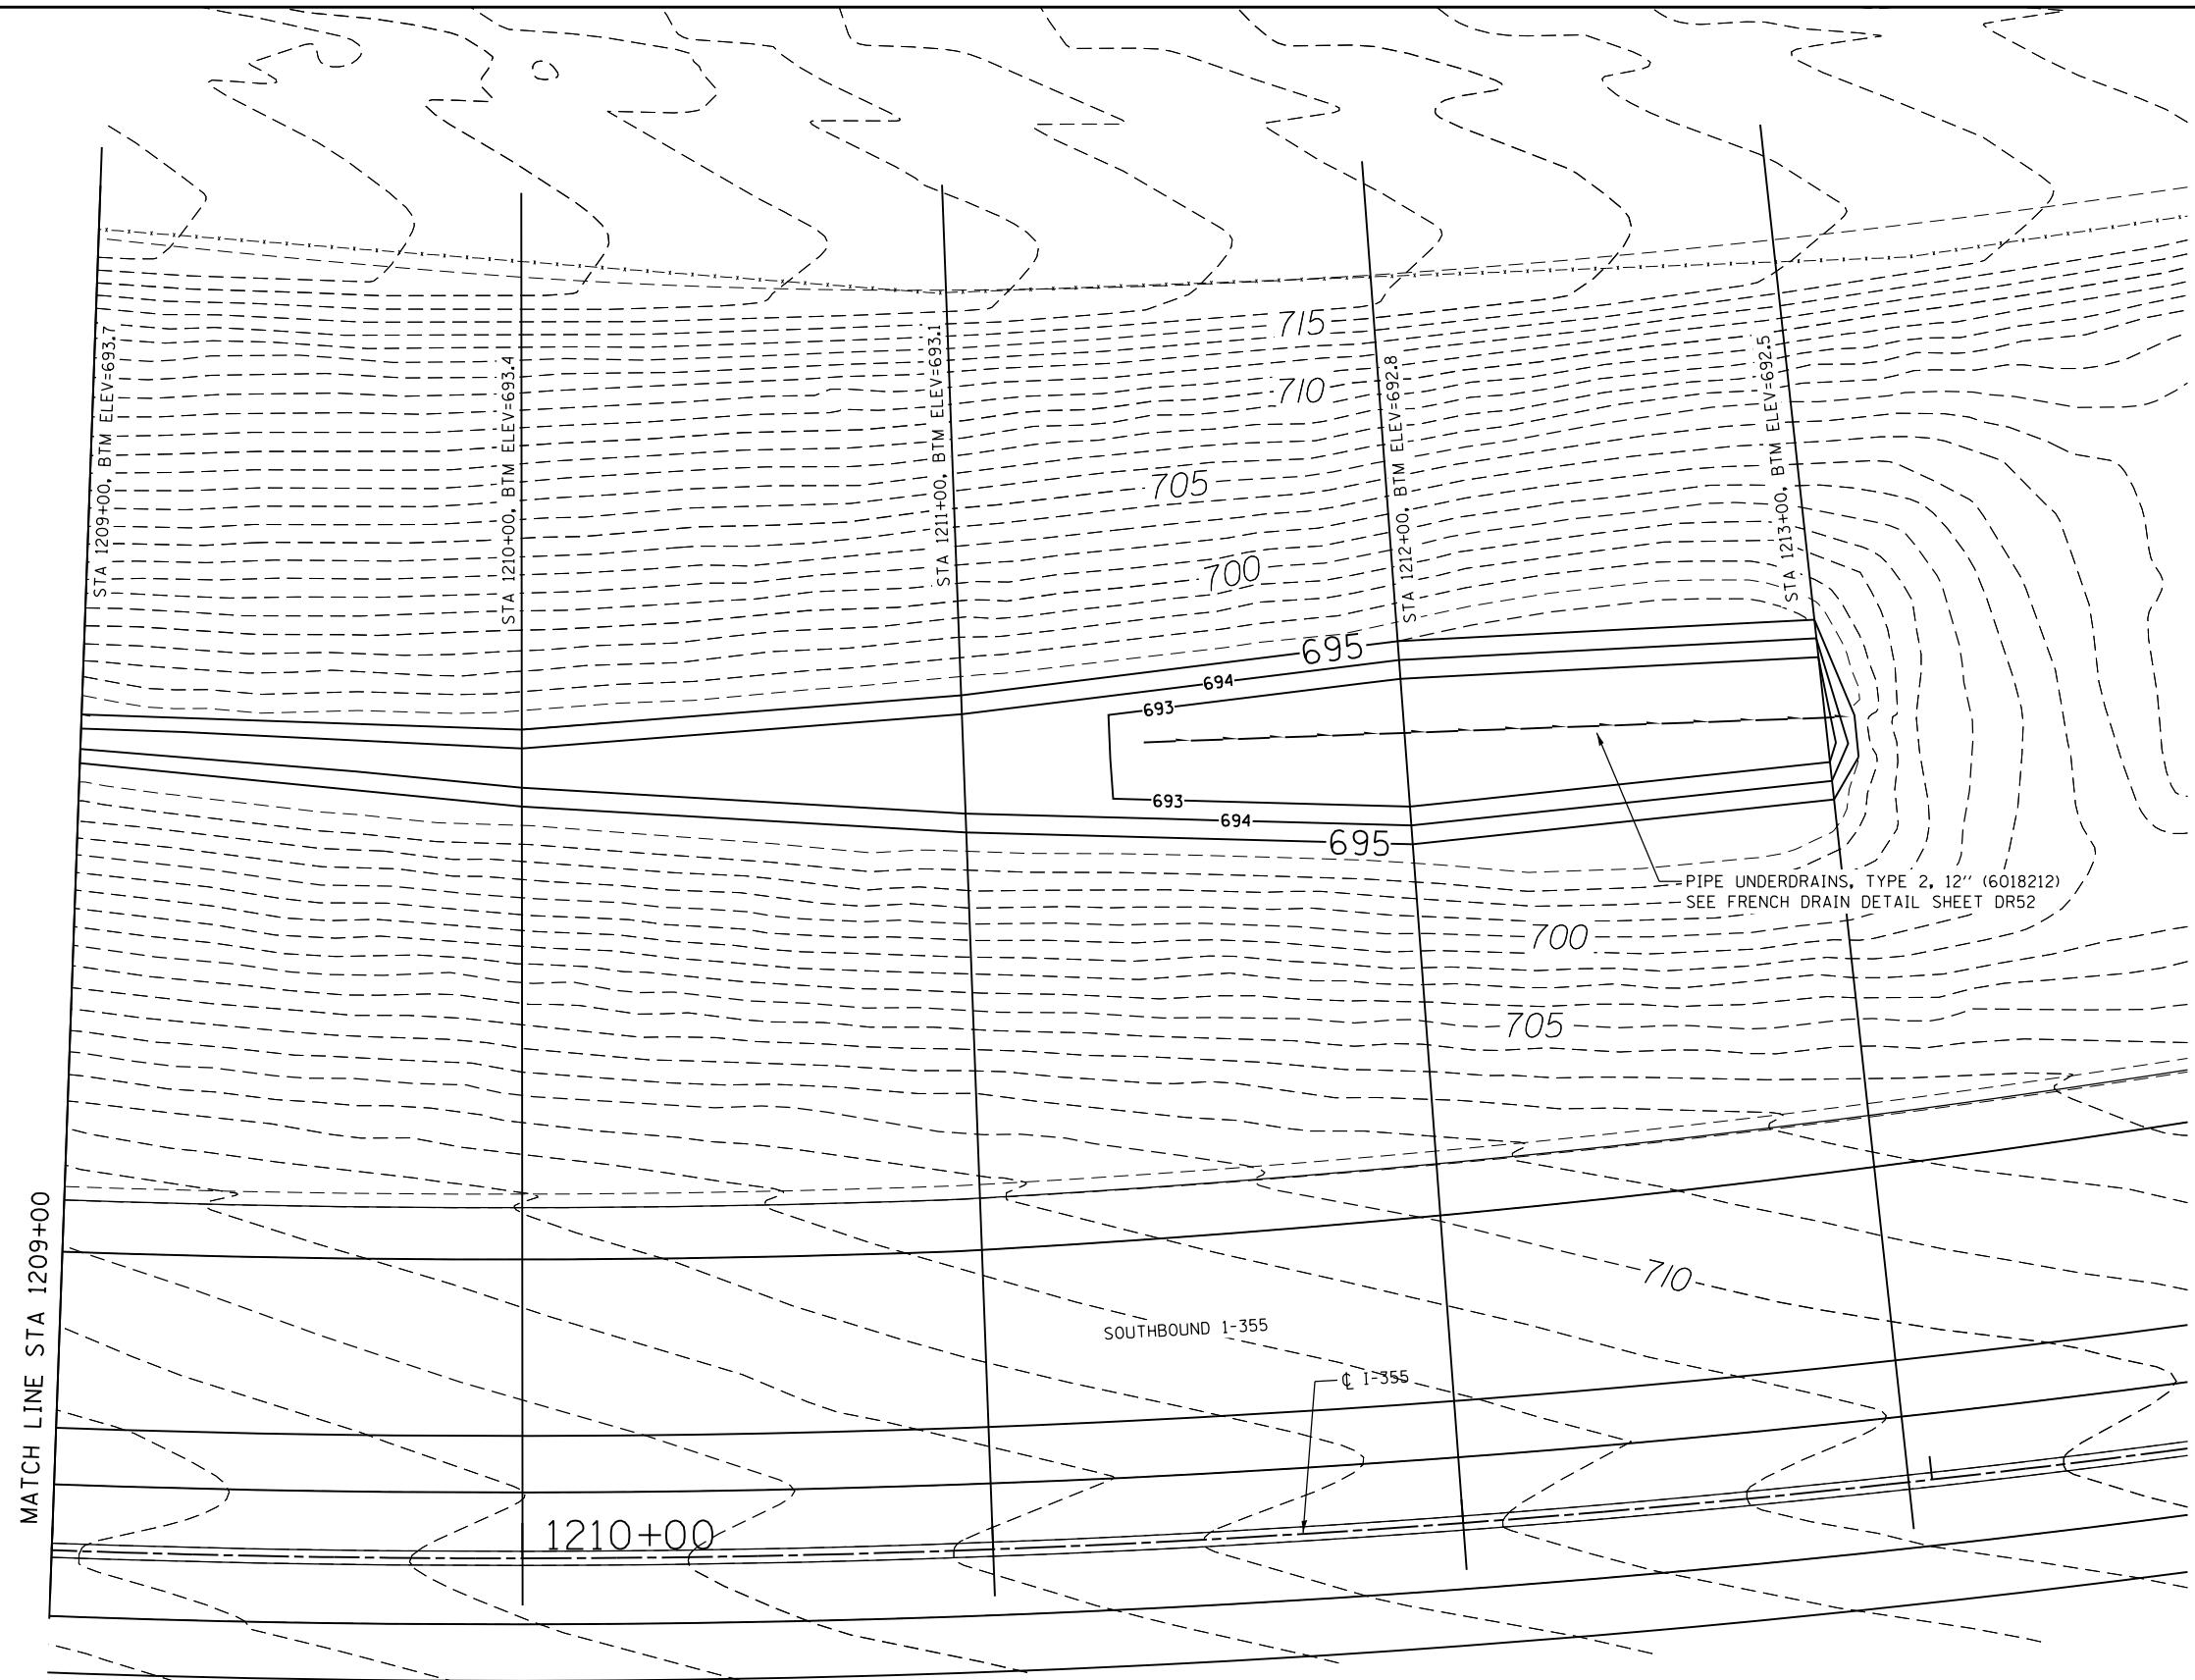 715
STA 1209+00, BTM ELEV=693.7
STA 1210+00, BTM ELEV=693.4
STA 1211+00, BTM ELEV=693.1
STA 1212+00, BTM ELEV=692.8
STA 1213+00, BTM ELEV=692.5
710
705
700
695
694
693
693
694
695
PIPE UNDERDRAINS, TYPE 2, 12'' (6018212)
SEE FRENCH DRAIN DETAIL SHEET DR52
700
705
MATCH LINE STA 1209+00
710
SOUTHBOUND I-355
℄ I-355
1210+00